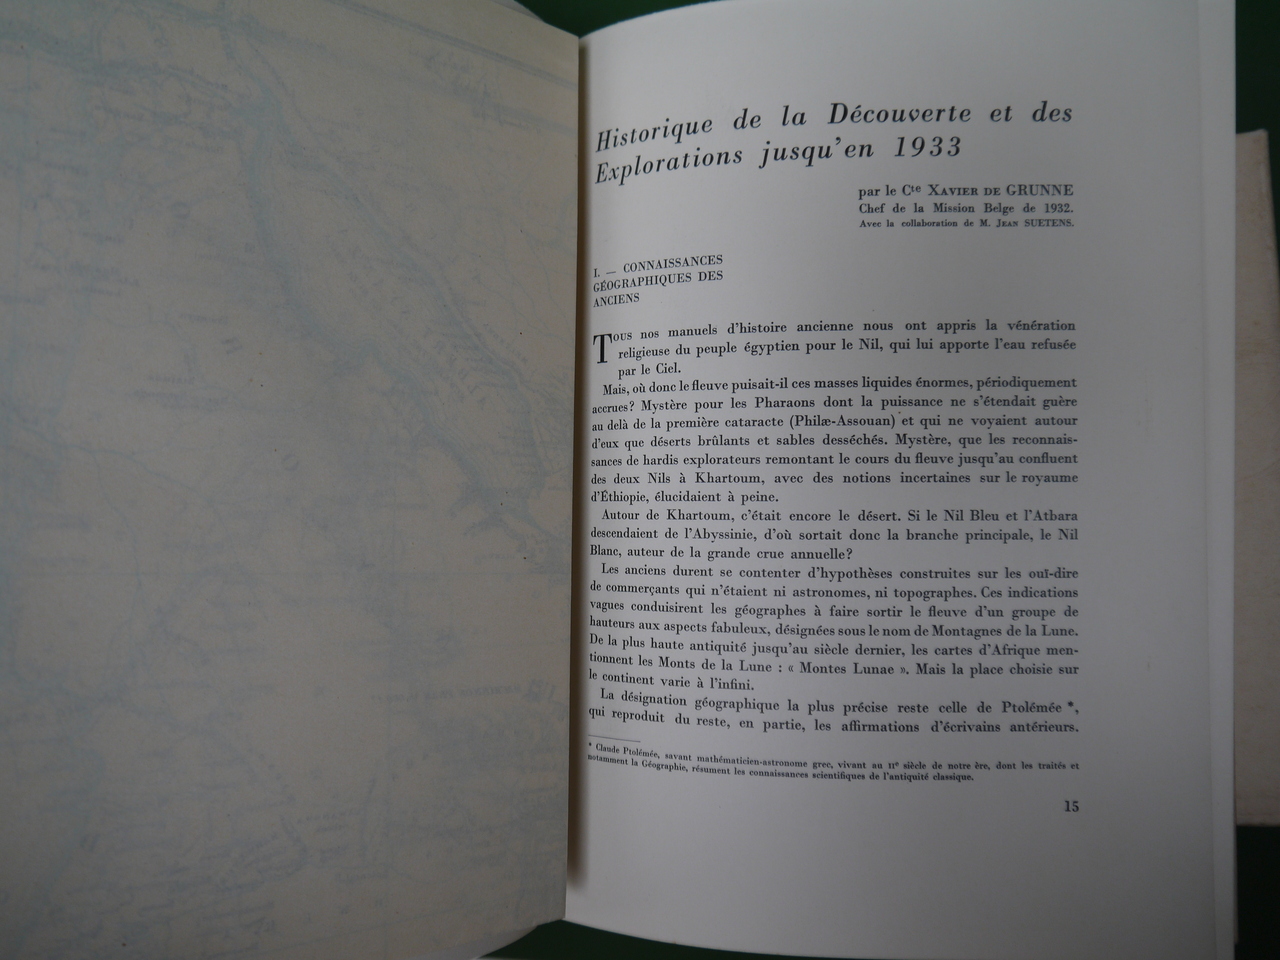 Historique de la Découverte et des
Explorations jusqu'en 1933
par le Cte XAVIER DE GRUNNE
Chef de la Mission Belge de 1932.
Avec la collaboration de M. JEAN SUETENS.
I. — CONNAISSANCES
GÉOGRAPHIQUES DES
ANCIENS
Tous nos manuels d'histoire ancienne nous ont appris la vénération
religieuse du peuple égyptien pour le Nil, qui lui apporte l'eau refusée
par le Ciel.
Mais, où donc le fleuve puisait-il ces masses liquides énormes, périodiquement
accrues? Mystère pour les Pharaons dont la puissance ne s'étendait guère
au delà de la première cataracte (Philæ-Assouan) et qui ne voyaient autour
d'eux que déserts brûlants et sables desséchés. Mystère, que les reconnais-
sances de hardis explorateurs remontant le cours du fleuve jusqu'au confluent
des deux Nils à Khartoum, avec des notions incertaines sur le royaume
d'Éthiopie, élucidaient à peine.
Autour de Khartoum, c'était encore le désert. Si le Nil Bleu et l'Atbara
descendaient de l'Abyssinie, d'où sortait donc la branche principale, le Nil
Blanc, auteur de la grande crue annuelle?
Les anciens durent se contenter d'hypothèses construites sur les ouï-dire
de commerçants qui n'étaient ni astronomes, ni topographes. Ces indications
vagues conduisirent les géographes à faire sortir le fleuve d'un groupe de
hauteurs aux aspects fabuleux, désignées sous le nom de Montagnes de la Lune.
De la plus haute antiquité jusqu'au siècle dernier, les cartes d'Afrique men-
tionnent les Monts de la Lune : « Montes Lunae ». Mais la place choisie sur
le continent varie à l'infini.
La désignation géographique la plus précise reste celle de Ptolémée *,
qui reproduit du reste, en partie, les affirmations d'écrivains antérieurs.
* Claude Ptolémée, savant mathématicien-astronome grec, vivant au IIe siècle de notre ère, dont les traités et
notamment la Géographie, résument les connaissances scientifiques de l'antiquité classique.
15